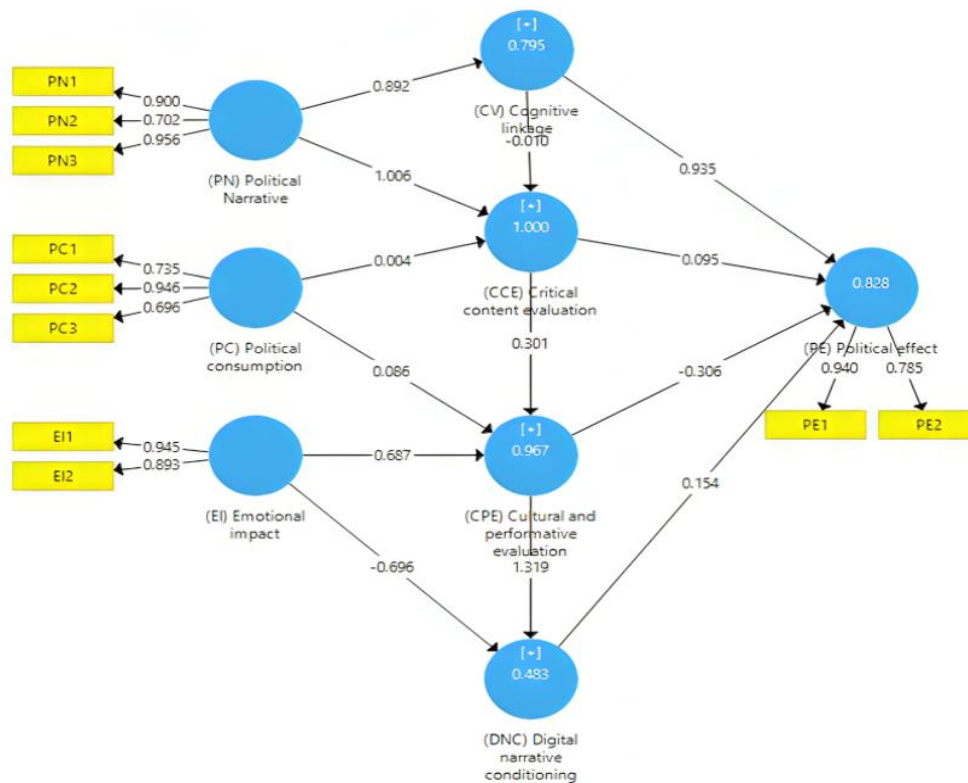 [+]
0.795
(CV) Cognitive
linkage
PN1
PN2
PN3
0.900
0.702
0.956
(PN) Political
Narrative
0.892
1.006
-0.010
0.935
[+]
1.000
(CCE) Critical
content evaluation
PC1
PC2
PC3
0.735
0.946
0.696
(PC) Political
consumption
0.004
0.086
0.301
0.095
0.828
(PE) Political effect
0.940
0.785
PE1
PE2
-0.306
EI1
EI2
0.945
0.893
(EI) Emotional
impact
0.687
-0.696
[+]
0.967
(CPE) Cultural and
performative
evaluation
1.319
0.154
[+]
0.483
(DNC) Digital
narrative
conditioning